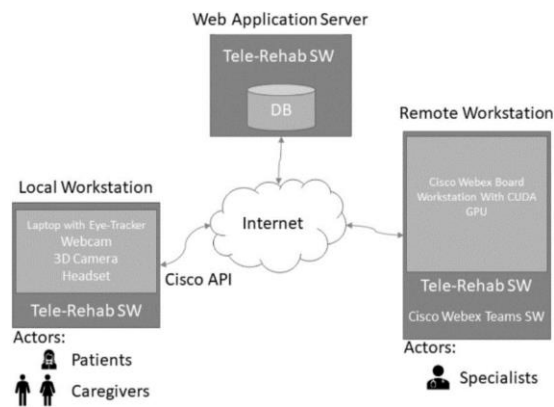 Web Application Server
Tele-Rehab SW
DB
Remote Workstation
Cisco Webex Board
Workstation With CUDA
GPU
Tele-Rehab SW
Cisco Webex Teams SW
Actors:
Specialists
Internet
Cisco API
Local Workstation
Laptop with Eye-Tracker
Webcam
3D Camera
Headset
Tele-Rehab SW
Actors:
Patients
Caregivers